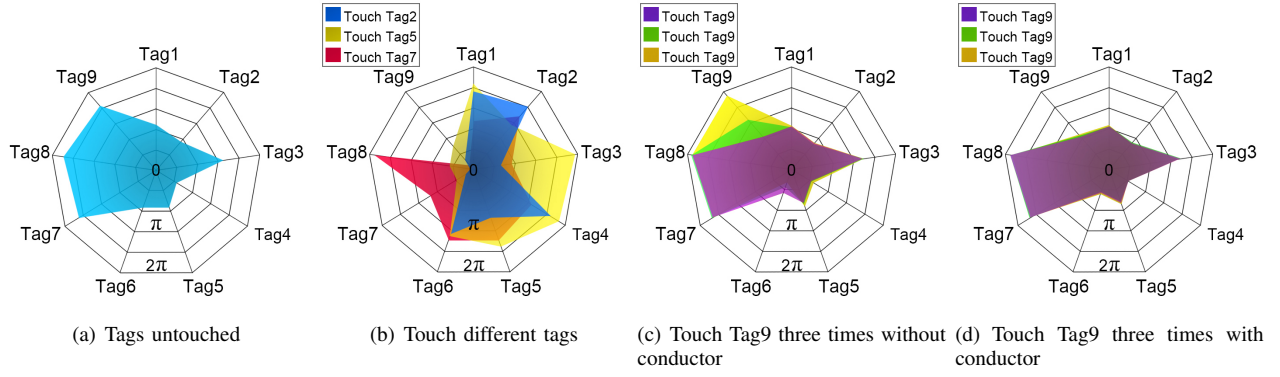 Tag1
Tag2
Tag3
Tag4
Tag5
Tag6
Tag7
Tag8
Tag9
0
π
2π
(a) Tags untouched
Touch Tag2
Touch Tag5
Touch Tag7
Tag1
Tag2
Tag3
Tag4
Tag5
Tag6
Tag7
Tag8
Tag9
0
π
2π
(b) Touch different tags
Touch Tag9
Touch Tag9
Touch Tag9
Tag1
Tag2
Tag3
Tag4
Tag5
Tag6
Tag7
Tag8
Tag9
0
π
2π
(c) Touch Tag9 three times without
conductor
Touch Tag9
Touch Tag9
Touch Tag9
Tag1
Tag2
Tag3
Tag4
Tag5
Tag6
Tag7
Tag8
Tag9
0
π
2π
(d) Touch Tag9 three times with
conductor